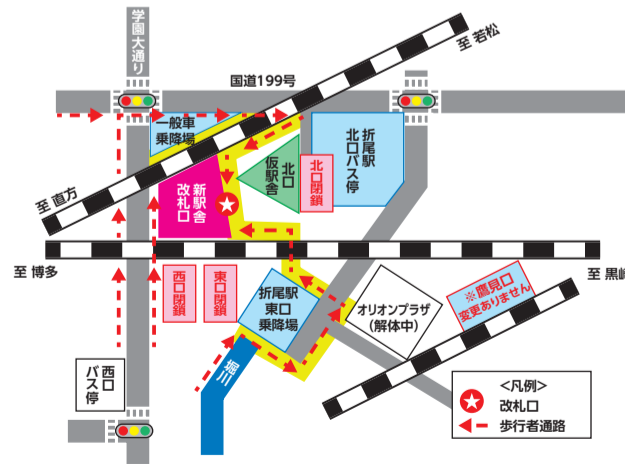 学園大通り
至 若松
国道199号
一般車
乗降場
折尾駅
北口バス停
北口
仮駅舎
北口閉鎖
新駅舎
改札口
至 直方
至 博多
至 黒崎
西口閉鎖
東口閉鎖
折尾駅
東口
乗降場
オリオンプラザ
(解体中)
※鷹見口
変更ありません
堀川
西口
バス停
<凡例>
改札口
歩行者通路